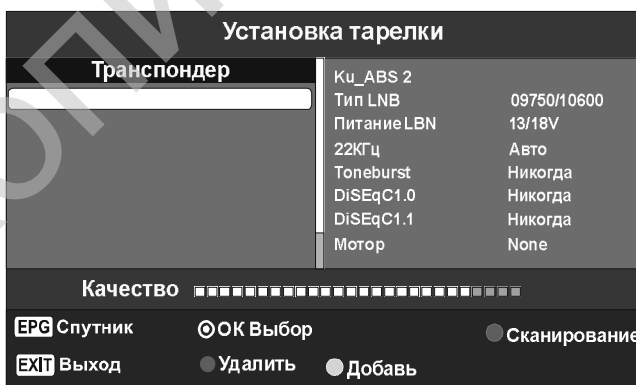 Установка тарелки
Транспондер
Ku_ABS 2
Тип LNB 09750/10600
Питание LBN 13/18V
22КГц Авто
Toneburst Никогда
DiSEqC1.0 Никогда
DiSEqC1.1 Никогда
Мотор None
Качество
EPG Спутник ОК Выбор Сканирование
EXIT Выход Удалить Добавь